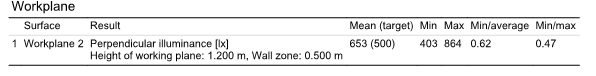 Workplane
Surface Result Mean (target) Min Max Min/average Min/max
1 Workplane 2 Perpendicular illuminance [lx] 653 (500) 403 864 0.62 0.47
Height of working plane: 1.200 m, Wall zone: 0.500 m